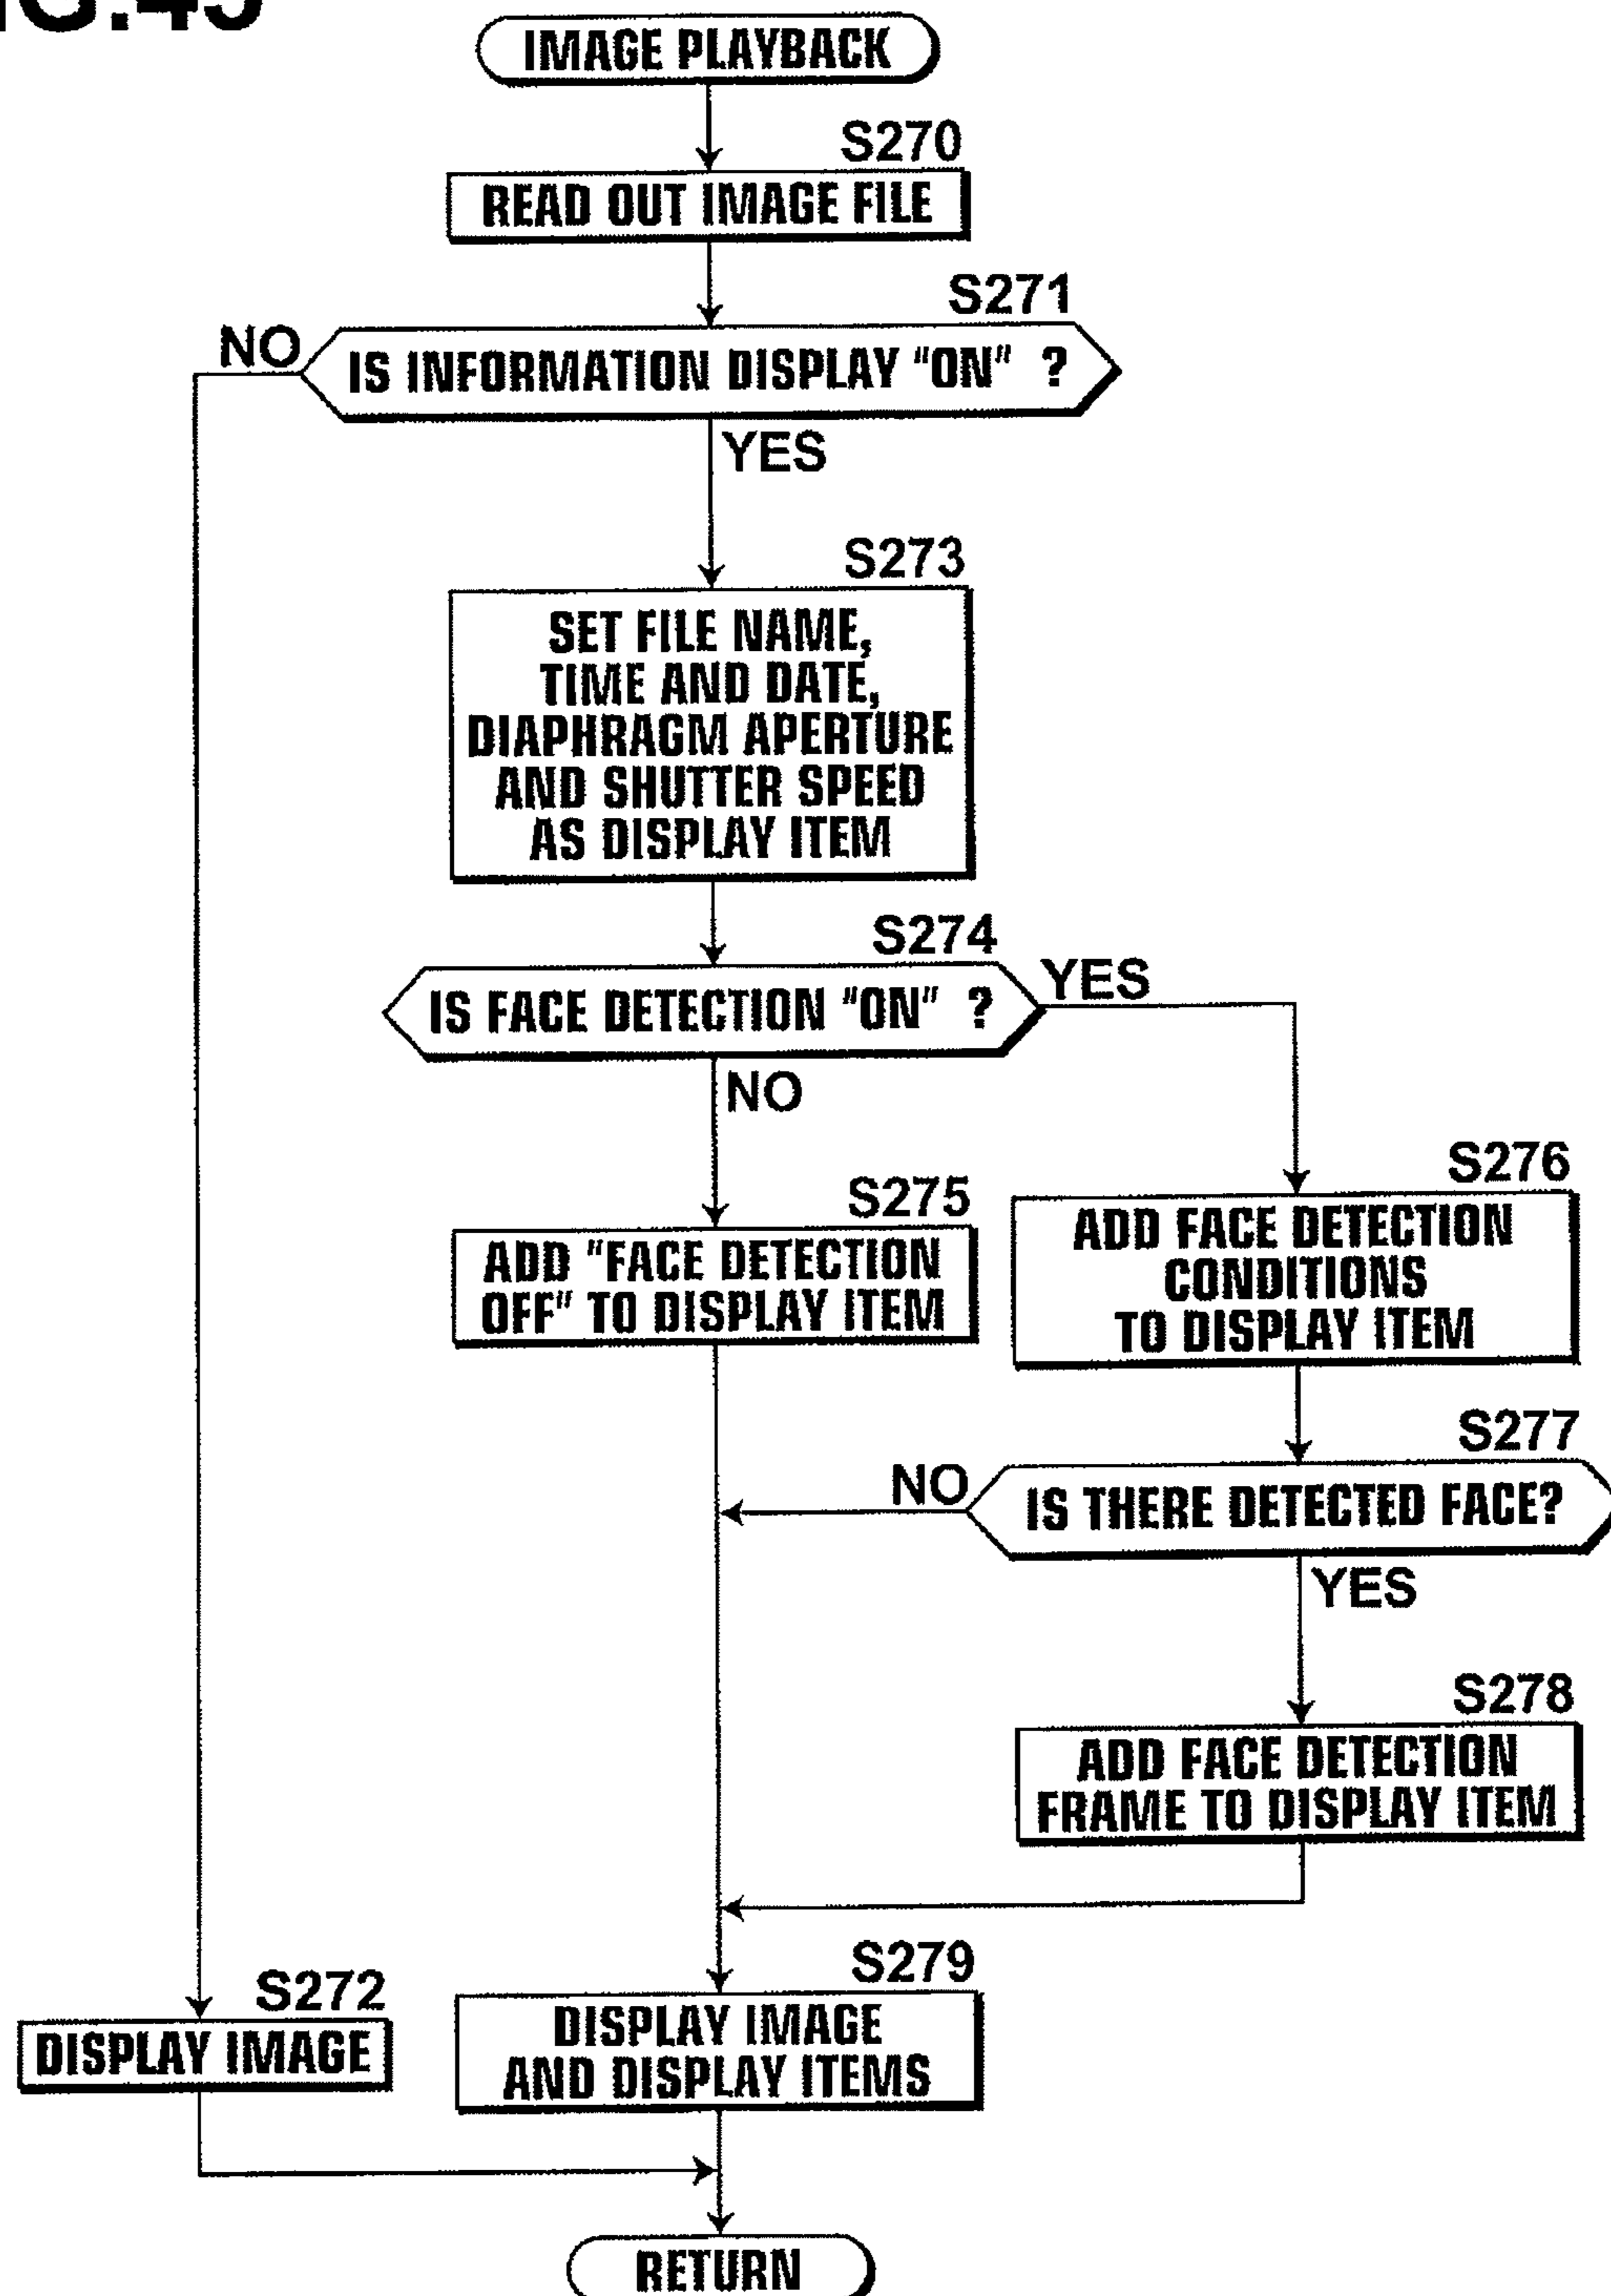 IMAGE PLAYBACK
S270
READ OUT IMAGE FILE
S271
NO
IS INFORMATION DISPLAY "ON" ?
YES
S273
SET FILE NAME,
TIME AND DATE,
DIAPHRAGM APERTURE
AND SHUTTER SPEED
AS DISPLAY ITEM
S274
IS FACE DETECTION "ON" ?
YES
NO
S275
ADD "FACE DETECTION
OFF" TO DISPLAY ITEM
S276
ADD FACE DETECTION
CONDITIONS
TO DISPLAY ITEM
S277
NO
IS THERE DETECTED FACE?
YES
S278
ADD FACE DETECTION
FRAME TO DISPLAY ITEM
S272
DISPLAY IMAGE
S279
DISPLAY IMAGE
AND DISPLAY ITEMS
RETURN